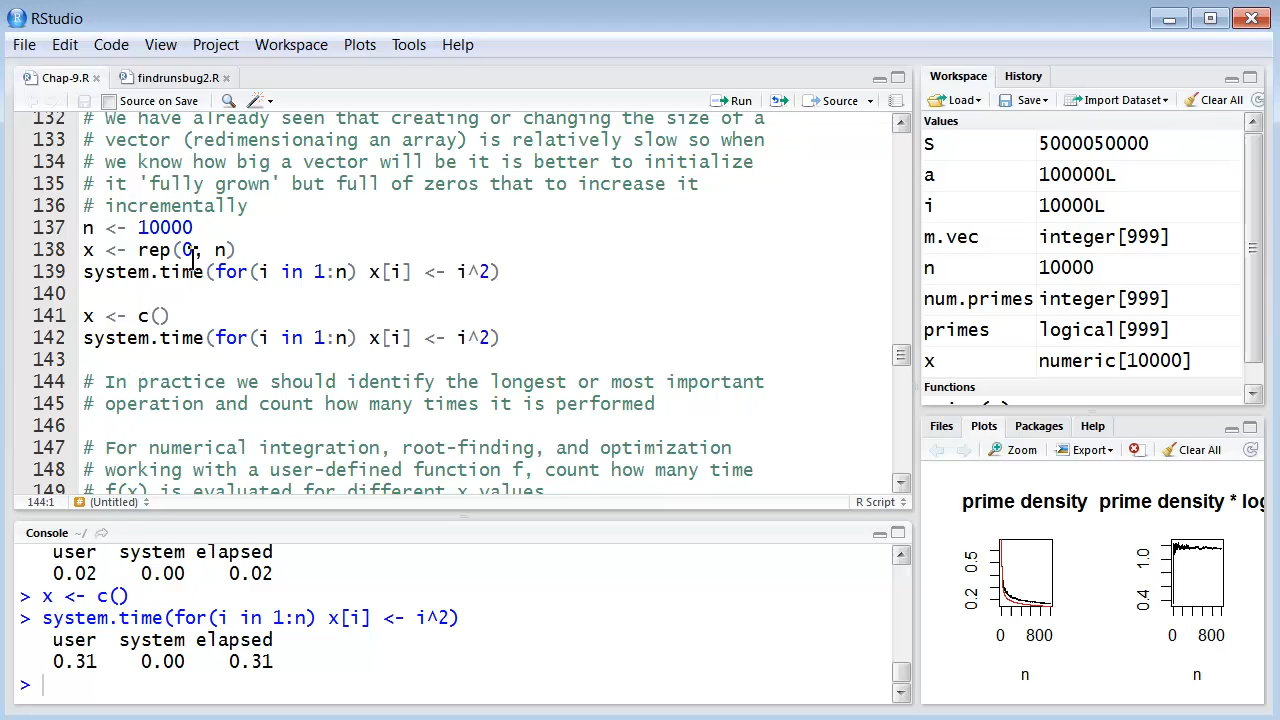 RStudio
File Edit Code View Project Workspace Plots Tools Help
Chap-9.R findrunsbug2.R
Source on Save Run Source
132 # We have already seen that creating or changing the size of a
133 # vector (redimensionaing an array) is relatively slow so when
134 # we know how big a vector will be it is better to initialize
135 # it 'fully grown' but full of zeros that to increase it
136 # incrementally
137 n <- 10000
138 x <- rep(0, n)
139 system.time(for(i in 1:n) x[i] <- i^2)
140
141 x <- c()
142 system.time(for(i in 1:n) x[i] <- i^2)
143
144 # In practice we should identify the longest or most important
145 # operation and count how many times it is performed
146
147 # For numerical integration, root-finding, and optimization
148 # working with a user-defined function f, count how many time
149 # f(x) is evaluated for different x values
144:1 (Untitled) R Script
Console ~/
user system elapsed
0.02 0.00 0.02
> x <- c()
> system.time(for(i in 1:n) x[i] <- i^2)
user system elapsed
0.31 0.00 0.31
>
Workspace History
Load Save Import Dataset Clear All
Values
S 5000050000
a 100000L
i 10000L
m.vec integer[999]
n 10000
num.primes integer[999]
primes logical[999]
x numeric[10000]
Functions
Files Plots Packages Help
Zoom Export Clear All
prime density prime density * log
0.5
0.2
0 800
n
1.0
0.4
0 800
n